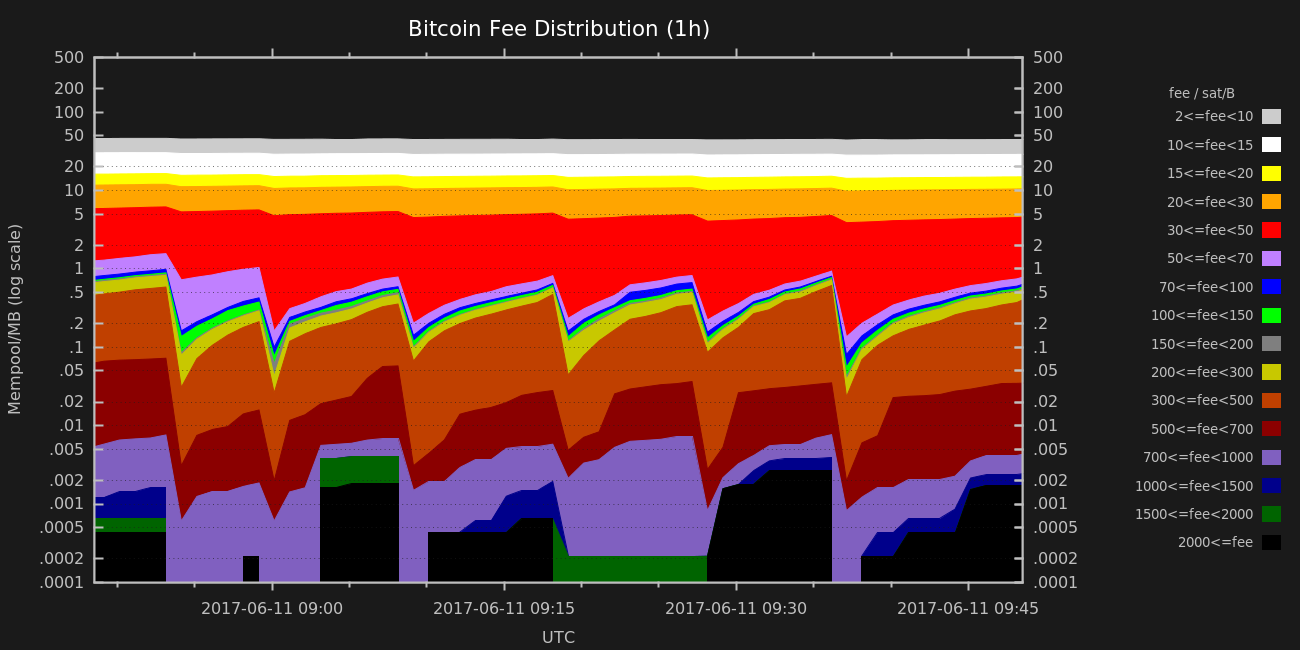 Bitcoin Fee Distribution (1h)
Mempool/MB (log scale)
500
200
100
50
20
10
5
2
1
.5
.2
.1
.05
.02
.01
.005
.002
.001
.0005
.0002
.0001
500
200
100
50
20
10
5
2
1
.5
.2
.1
.05
.02
.01
.005
.002
.001
.0005
.0002
.0001
2017-06-11 09:00
2017-06-11 09:15
2017-06-11 09:30
2017-06-11 09:45
UTC
fee / sat/B
2<=fee<10
10<=fee<15
15<=fee<20
20<=fee<30
30<=fee<50
50<=fee<70
70<=fee<100
100<=fee<150
150<=fee<200
200<=fee<300
300<=fee<500
500<=fee<700
700<=fee<1000
1000<=fee<1500
1500<=fee<2000
2000<=fee